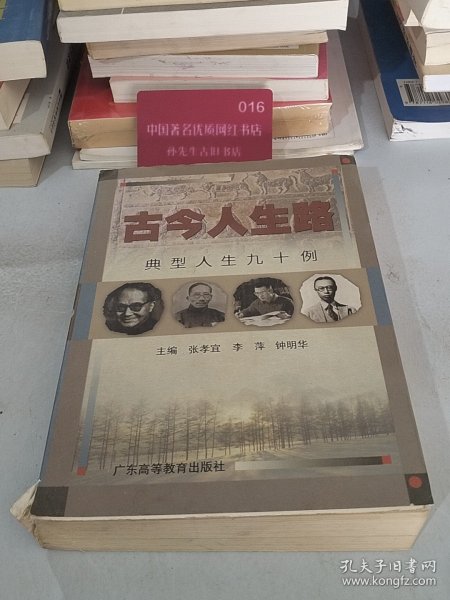 016
中国著名优质网红书店
孙先生古旧书店
古今人生路
典型人生九十例
主编 张孝宜 李 萍 钟明华
广东高等教育出版社
孔夫子旧书网
www.kongfz.com